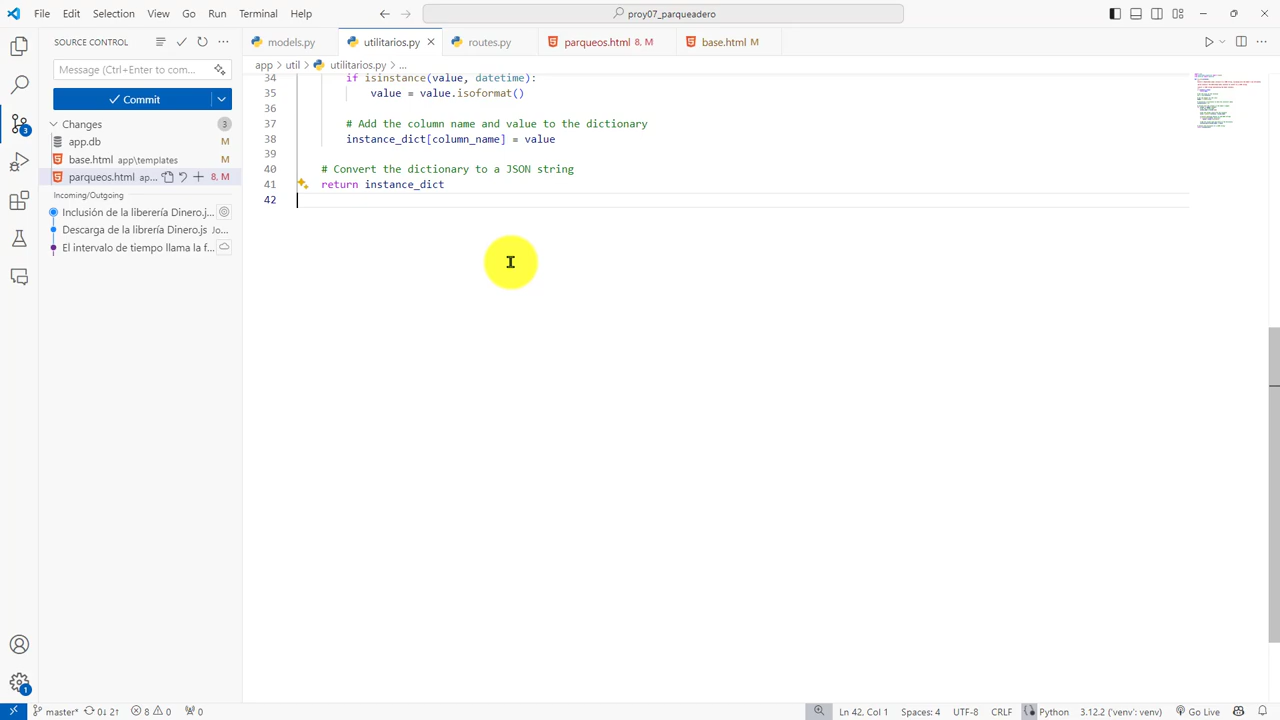 File Edit Selection View Go Run Terminal Help
proy07_parqueadero
SOURCE CONTROL
models.py
utilitarios.py
routes.py
parqueos.html 8, M
base.html M
app > util > utilitarios.py > ...
Message (Ctrl+Enter to com...
Commit
Changes 3
app.db M
base.html app\templates M
parqueos.html ap... 8, M
Incoming/Outgoing
Inclusión de la liberería Dinero.j...
Descarga de la librería Dinero.js Jo...
El intervalo de tiempo llama la f...
3
34 if isinstance(value, datetime):
35 value = value.isoformat()
36
37 # Add the column name and value to the dictionary
38 instance_dict[column_name] = value
39
40 # Convert the dictionary to a JSON string
41 return instance_dict
42
1
master* 0↓ 2↑ 8 0 0
Ln 42, Col 1 Spaces: 4 UTF-8 CRLF Python 3.12.2 ('venv': venv) Go Live